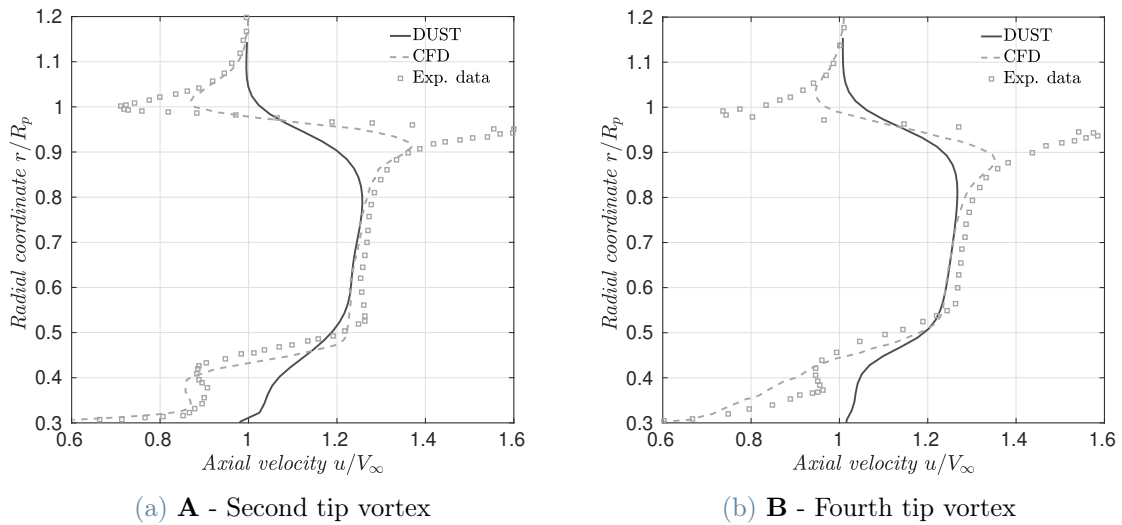 1.2
1.1
1
0.9
0.8
0.7
0.6
0.5
0.4
0.3
0.6 0.8 1 1.2 1.4 1.6
Radial coordinate r/R_p
Axial velocity u/V_∞
DUST
CFD
Exp. data
(a) A - Second tip vortex
1.2
1.1
1
0.9
0.8
0.7
0.6
0.5
0.4
0.3
0.6 0.8 1 1.2 1.4 1.6
Radial coordinate r/R_p
Axial velocity u/V_∞
DUST
CFD
Exp. data
(b) B - Fourth tip vortex